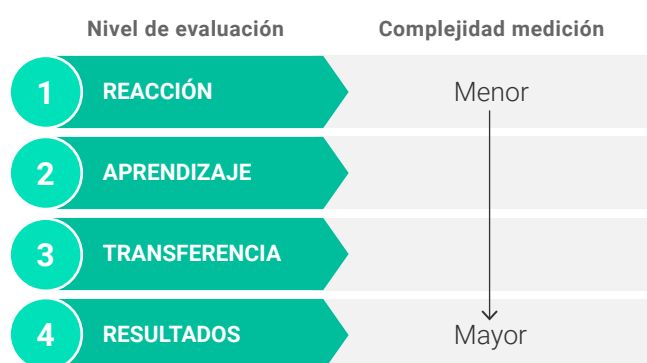 Nivel de evaluación Complejidad medición
1 REACCIÓN Menor
2 APRENDIZAJE
3 TRANSFERENCIA
4 RESULTADOS Mayor